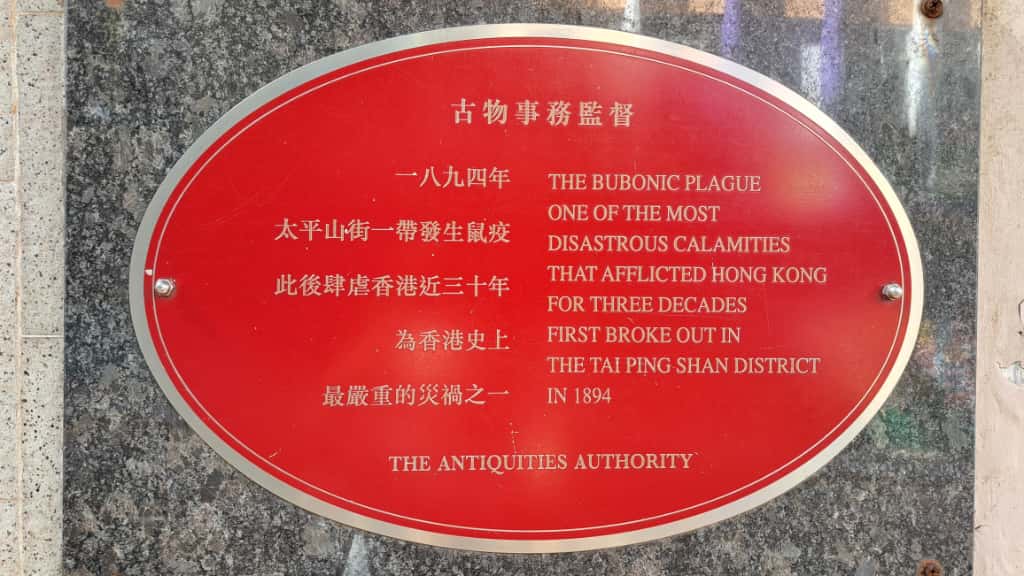 古物事務監督
一八九四年
太平山街一帶發生鼠疫
此後肆虐香港近三十年
為香港史上
最嚴重的災禍之一
THE BUBONIC PLAGUE
ONE OF THE MOST
DISASTROUS CALAMITIES
THAT AFFLICTED HONG KONG
FOR THREE DECADES
FIRST BROKE OUT IN
THE TAI PING SHAN DISTRICT
IN 1894
THE ANTIQUITIES AUTHORITY